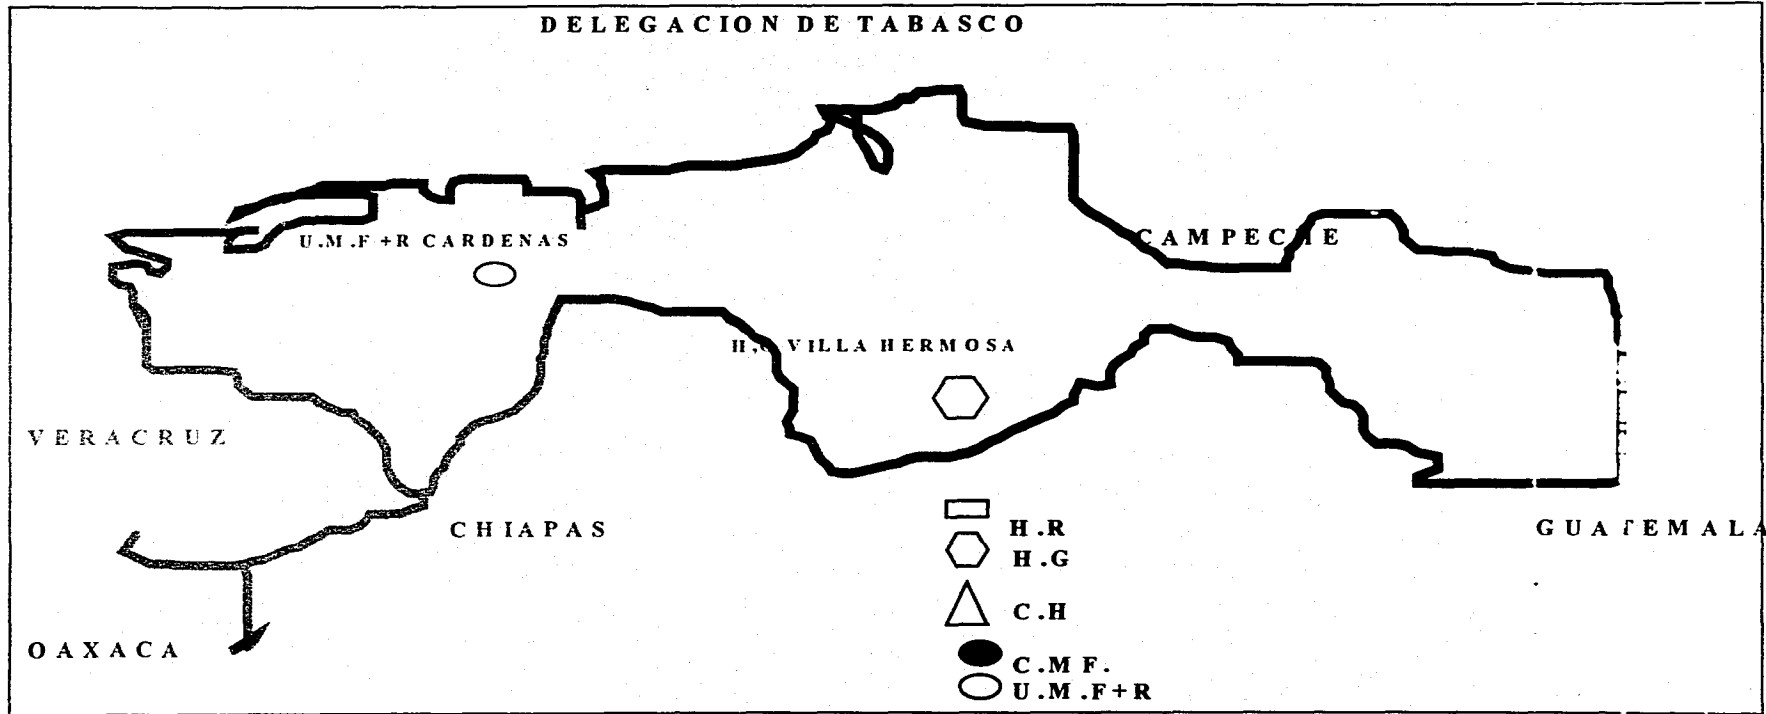 DELEGACION DE TABASCO
U.M.F+R CARDENAS
CAMPECHE
H,G VILLA HERMOSA
VERACRUZ
CHIAPAS
GUATEMALA
OAXACA
H.R
H.G
C.H
C.M F.
U.M.F+R